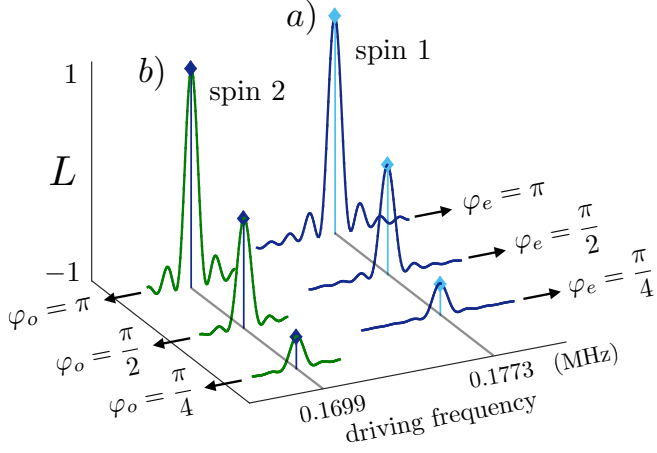 a)
spin 1
b)
spin 2
1
L
−1
φₑ = π
φₑ = π/2
φₑ = π/4
φₒ = π
φₒ = π/2
φₒ = π/4
0.1699
0.1773
(MHz)
driving frequency